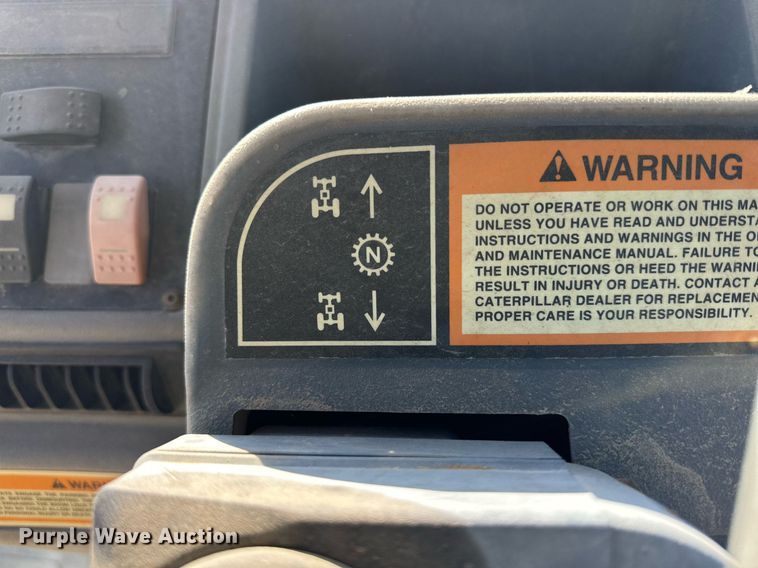 WARNING
DO NOT OPERATE OR WORK ON THIS MA
UNLESS YOU HAVE READ AND UNDERSTA
INSTRUCTIONS AND WARNINGS IN THE O
AND MAINTENANCE MANUAL. FAILURE TO
THE INSTRUCTIONS OR HEED THE WARNI
RESULT IN INJURY OR DEATH. CONTACT A
CATERPILLAR DEALER FOR REPLACEMEN
PROPER CARE IS YOUR RESPONSIBILITY.
N
WARN
Purple Wave Auction